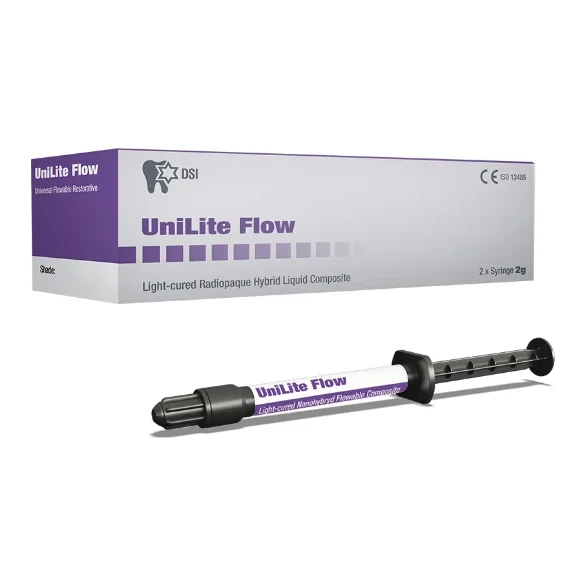 UniLite Flow
Universal Flowable Restorative
Shade:
DSI
CE ISO 13485
UniLite Flow
Light-cured Radiopaque Hybrid Liquid Composite
2 x Syringe 2g
UniLite Flow
Light-cured Nanohybryd Flowable Composite